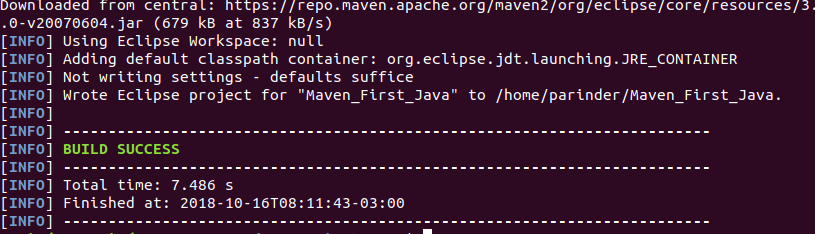 Downloaded from central: https://repo.maven.apache.org/maven2/org/eclipse/core/resources/3.
.0-v20070604.jar (679 kB at 837 kB/s)
[INFO] Using Eclipse Workspace: null
[INFO] Adding default classpath container: org.eclipse.jdt.launching.JRE_CONTAINER
[INFO] Not writing settings - defaults suffice
[INFO] Wrote Eclipse project for "Maven_First_Java" to /home/parinder/Maven_First_Java.
[INFO]
[INFO] ------------------------------------------------------------------------
[INFO] BUILD SUCCESS
[INFO] ------------------------------------------------------------------------
[INFO] Total time: 7.486 s
[INFO] Finished at: 2018-10-16T08:11:43-03:00
[INFO] ------------------------------------------------------------------------